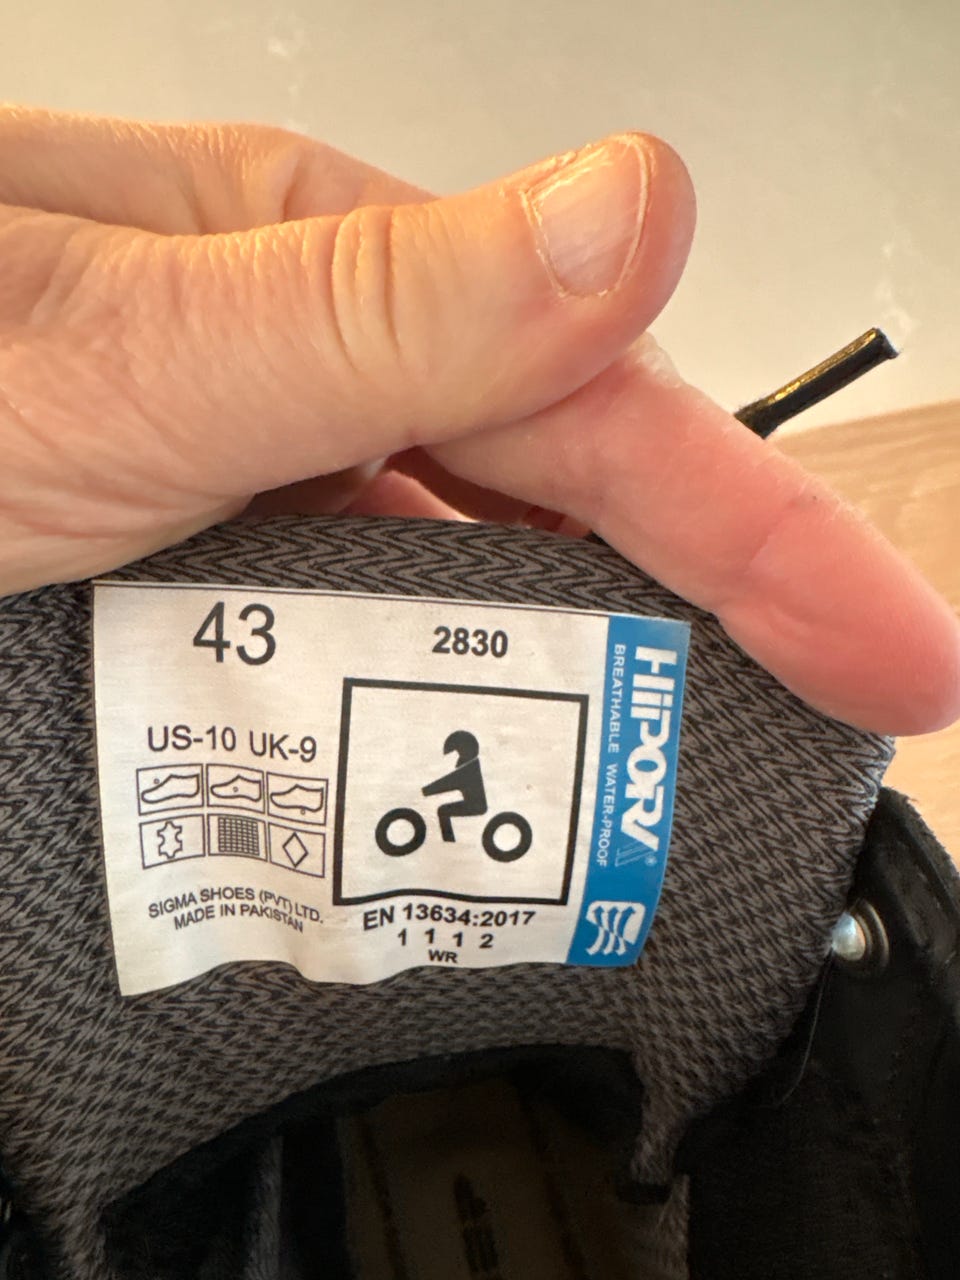 43
2830
US-10 UK-9
SIGMA SHOES (PVT) LTD.
MADE IN PAKISTAN
EN 13634:2017
1 1 1 2
WR
HiPORA®
BREATHABLE WATER-PROOF